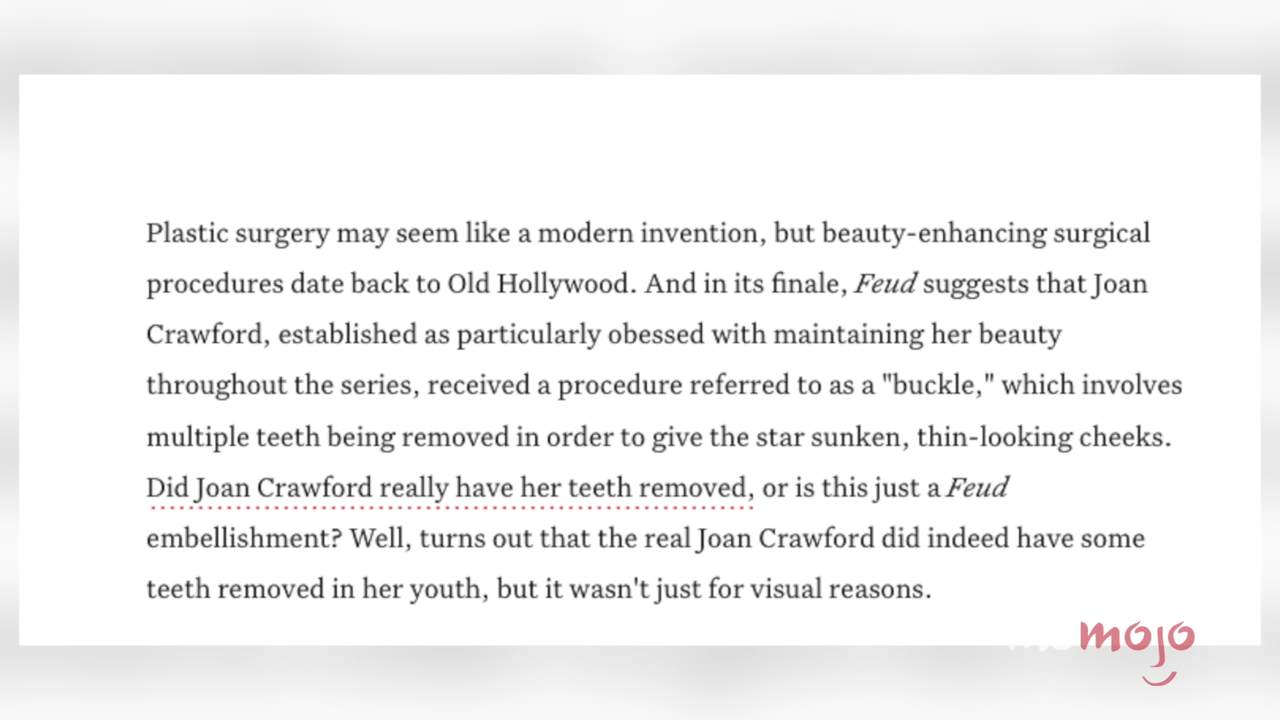 Plastic surgery may seem like a modern invention, but beauty-enhancing surgical
procedures date back to Old Hollywood. And in its finale, Feud suggests that Joan
Crawford, established as particularly obessed with maintaining her beauty
throughout the series, received a procedure referred to as a "buckle," which involves
multiple teeth being removed in order to give the star sunken, thin-looking cheeks.
Did Joan Crawford really have her teeth removed, or is this just a Feud
embellishment? Well, turns out that the real Joan Crawford did indeed have some
teeth removed in her youth, but it wasn't just for visual reasons.
mojo